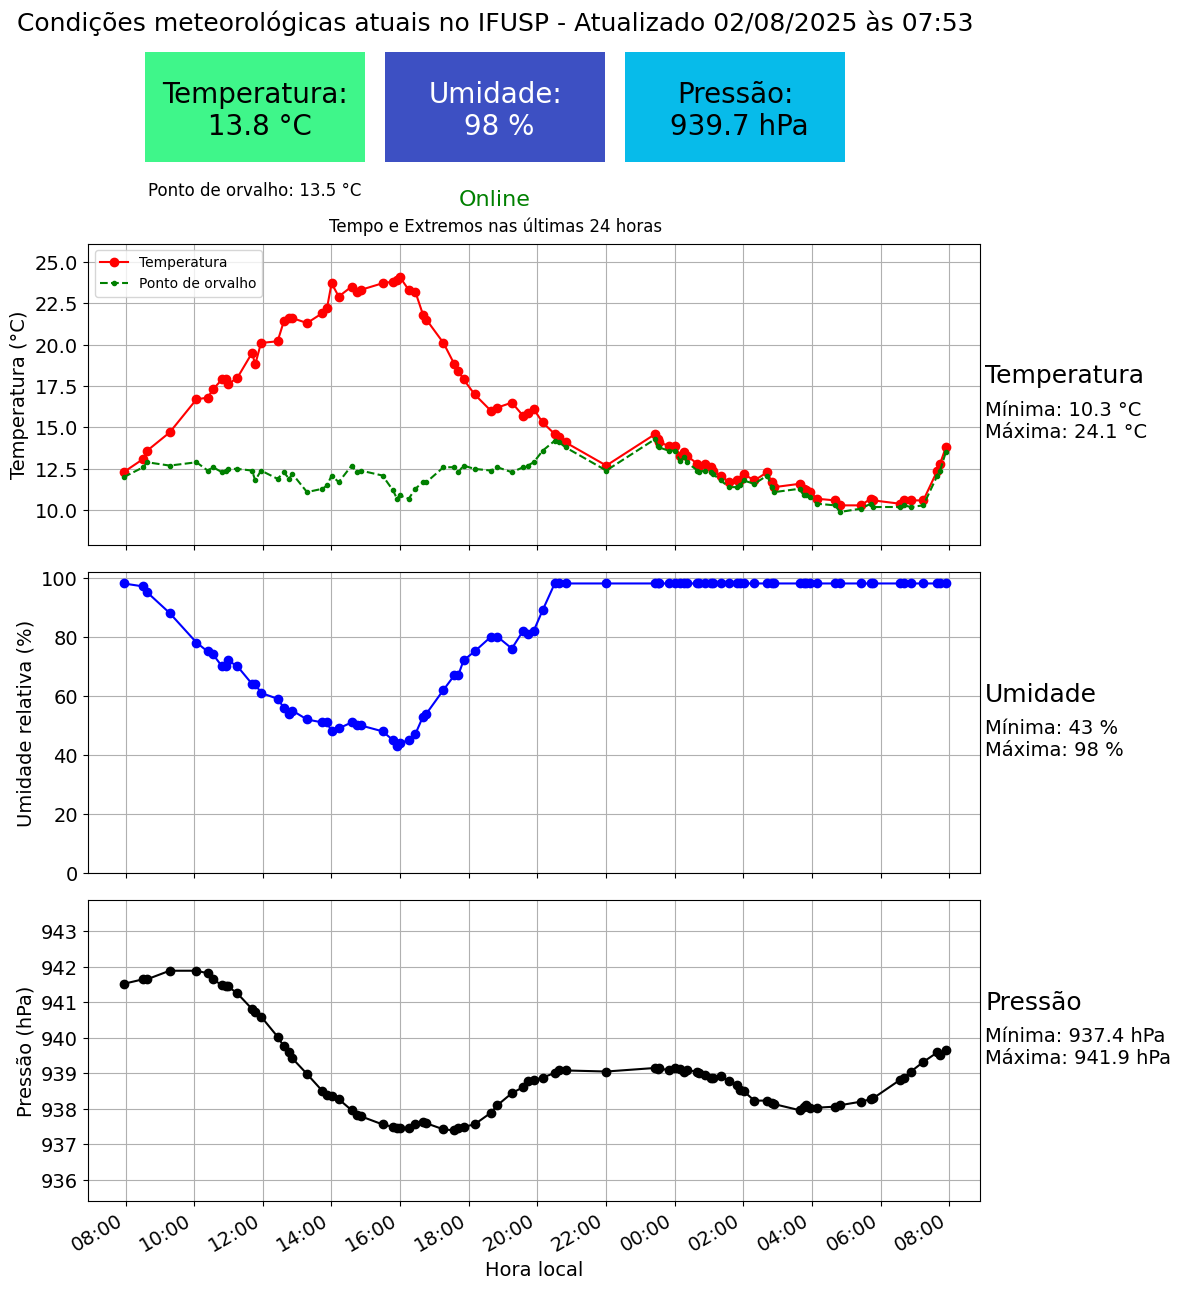 Condições meteorológicas atuais no IFUSP - Atualizado 02/08/2025 às 07:53
Temperatura:
13.8 °C
Umidade:
98 %
Pressão:
939.7 hPa
Ponto de orvalho: 13.5 °C
Online
Tempo e Extremos nas últimas 24 horas
Temperatura (°C)
25.0
22.5
20.0
17.5
15.0
12.5
10.0
Temperatura
Ponto de orvalho
Temperatura
Mínima: 10.3 °C
Máxima: 24.1 °C
Umidade relativa (%)
100
80
60
40
20
0
Umidade
Mínima: 43 %
Máxima: 98 %
Pressão (hPa)
943
942
941
940
939
938
937
936
Pressão
Mínima: 937.4 hPa
Máxima: 941.9 hPa
08:00 10:00 12:00 14:00 16:00 18:00 20:00 22:00 00:00 02:00 04:00 06:00 08:00
Hora local